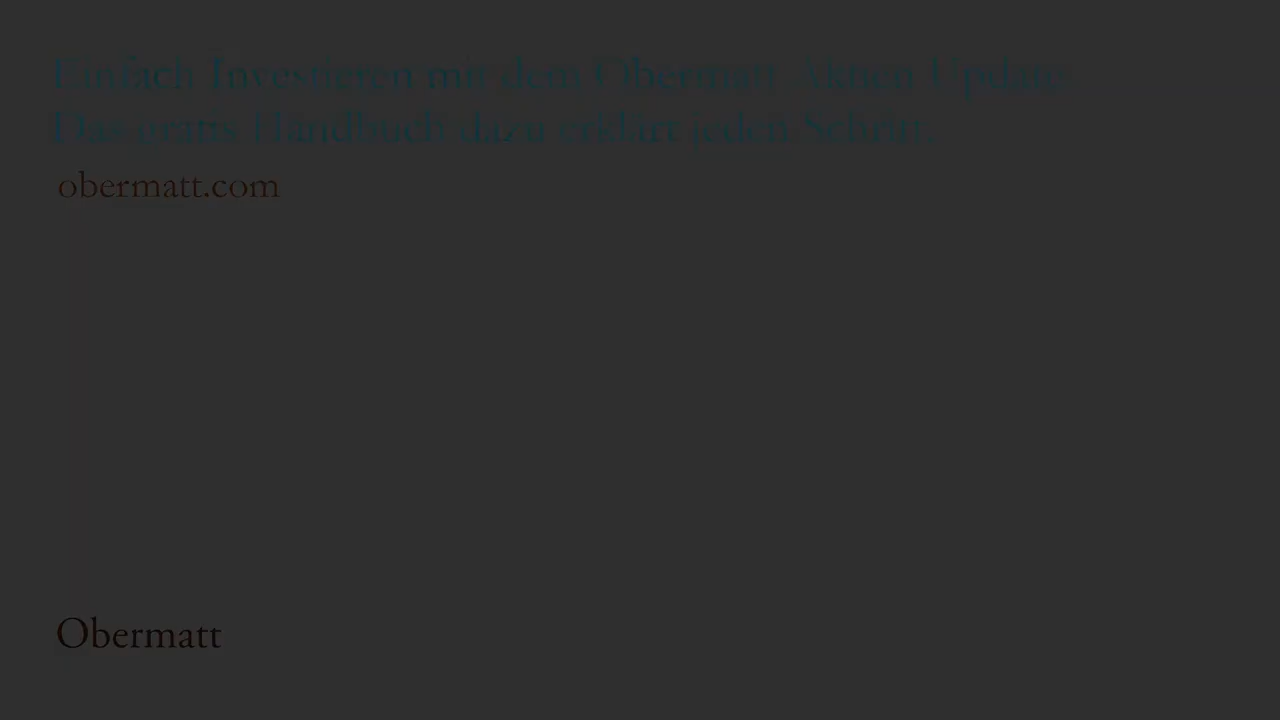 Einfach Investieren mit dem Obermatt Aktien Update.
Das gratis Handbuch dazu erklärt jeden Schritt.
obermatt.com
Obermatt